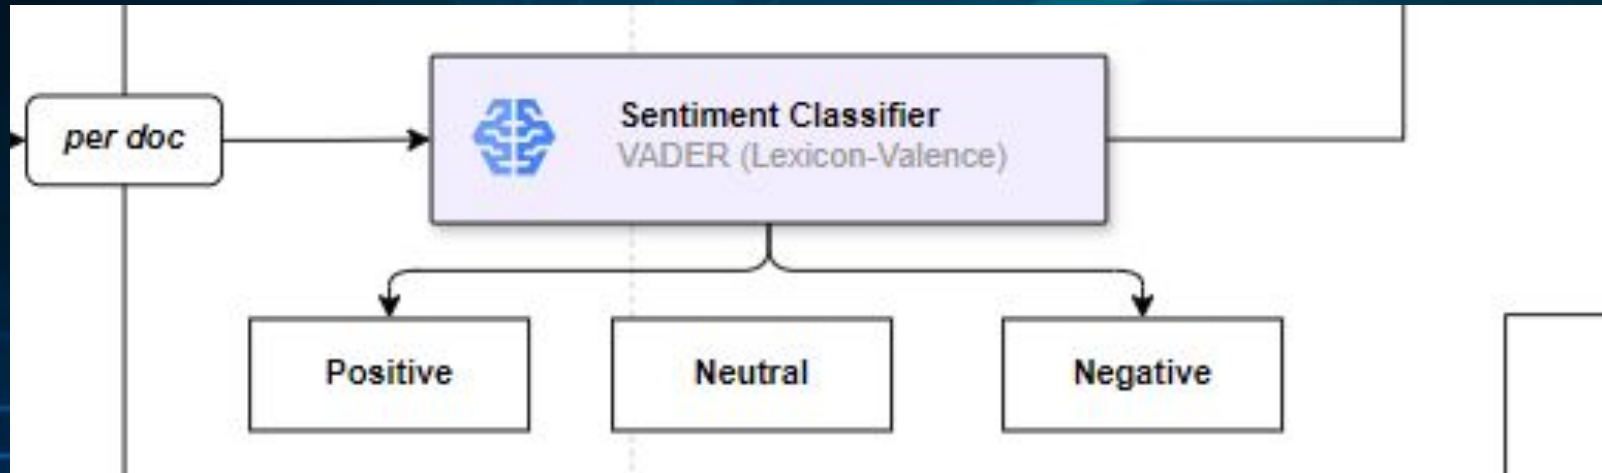 per doc
Sentiment Classifier
VADER (Lexicon-Valence)
Positive
Neutral
Negative